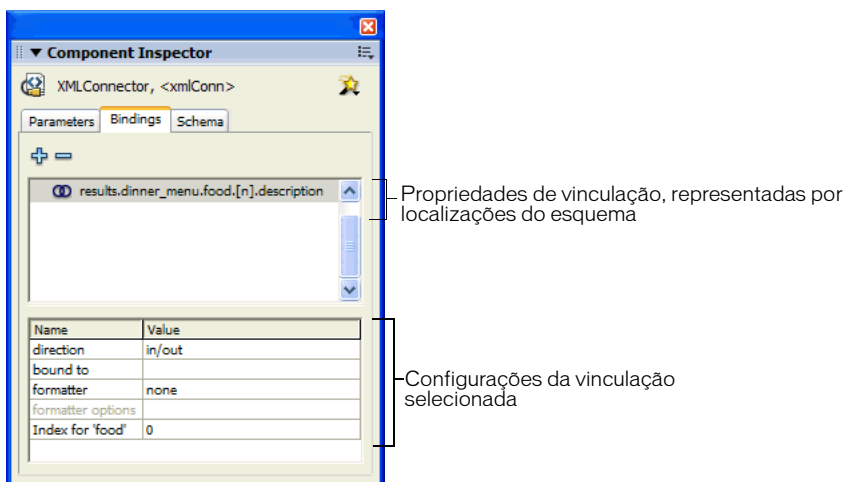 Component Inspector
XMLConnector, <xmlConn>
Parameters Bindings Schema
results.dinner_menu.food.[n].description
Propriedades de vinculação, representadas por
localizações do esquema
Name Value
direction in/out
bound to
formatter none
formatter options
Index for 'food' 0
Configurações da vinculação
selecionada